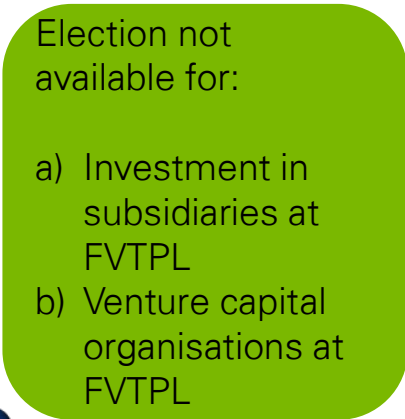 Election not
available for:
a) Investment in
subsidiaries at
FVTPL
b) Venture capital
organisations at
FVTPL